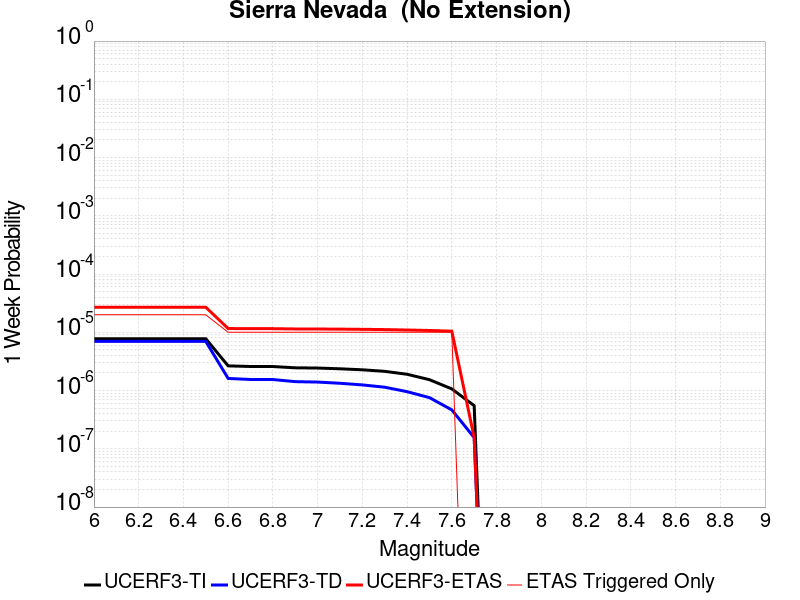 Sierra Nevada (No Extension)
10^0
10^-1
10^-2
10^-3
10^-4
10^-5
10^-6
10^-7
10^-8
1 Week Probability
6 6.2 6.4 6.6 6.8 7 7.2 7.4 7.6 7.8 8 8.2 8.4 8.6 8.8 9
Magnitude
UCERF3-TI UCERF3-TD UCERF3-ETAS ETAS Triggered Only